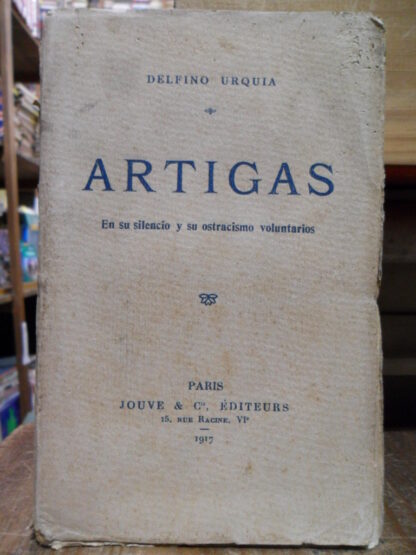 DELFINO URQUIA
ARTIGAS
En su silencio y su ostracismo voluntarios
PARIS
JOUVE & Cie, ÉDITEURS
15, RUE RACINE, VIe
1917